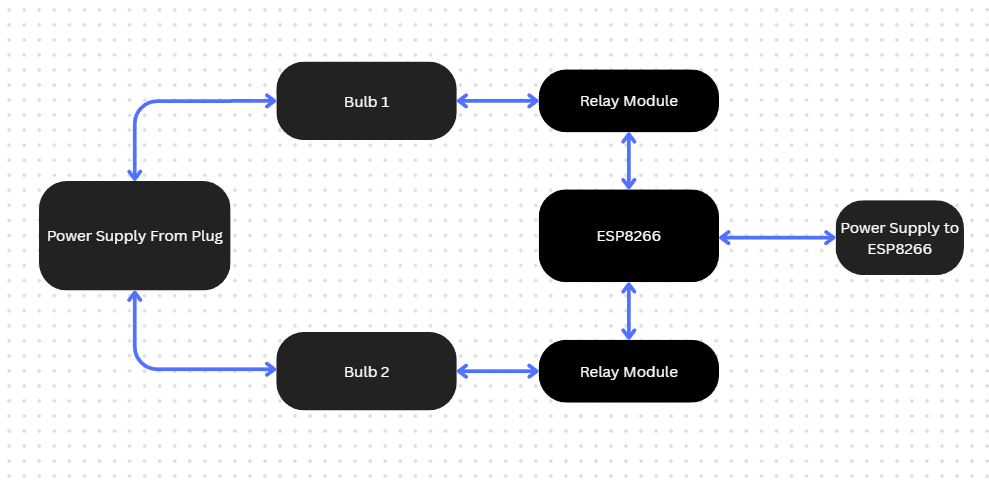 Bulb 1
Relay Module
Power Supply From Plug
ESP8266
Power Supply to
ESP8266
Bulb 2
Relay Module